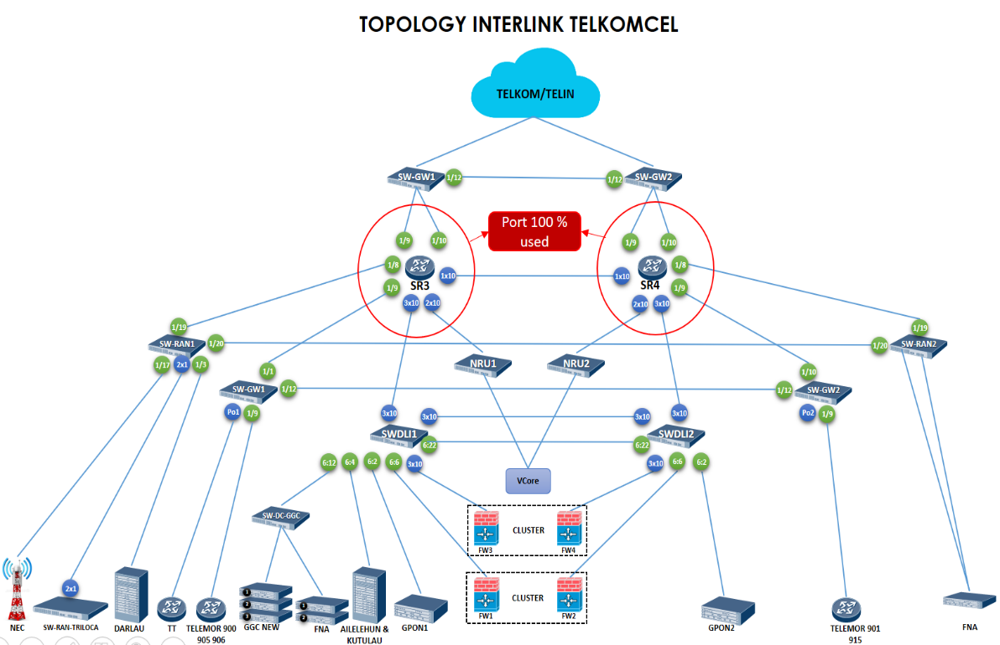 TOPOLOGY INTERLINK TELKOMCEL
TELKOM/TELIN
SW-GW1
1/12
1/12
SW-GW2
Port 100 %
used
1/9
1/10
1/9
1/10
1/8
SR3
1x10
1x10
SR4
1/8
1/9
3x10
2x10
2x10
3x10
1/9
1/19
SW-RAN1
1/20
1/20
1/19
SW-RAN2
1/17
2x1
1/3
NRU1
NRU2
1/1
SW-GW1
1/12
1/10
1/12
SW-GW2
Po1
1/9
Po2
1/9
3x10
3x10
3x10
3x10
SWDLI1
6:22
6:22
SWDLI2
6:12
6:4
6:2
6:6
3x10
3x10
6:6
6:2
VCore
SW-DC-GGC
FW3
CLUSTER
FW4
FW1
CLUSTER
FW2
2x1
1
2
3
1
2
NEC
SW-RAN-TRILOCA
DARLAU
TT
TELEMOR 900
905 906
GGC NEW
FNA
AILELEHUN &
KUTULAU
GPON1
GPON2
TELEMOR 901
915
FNA